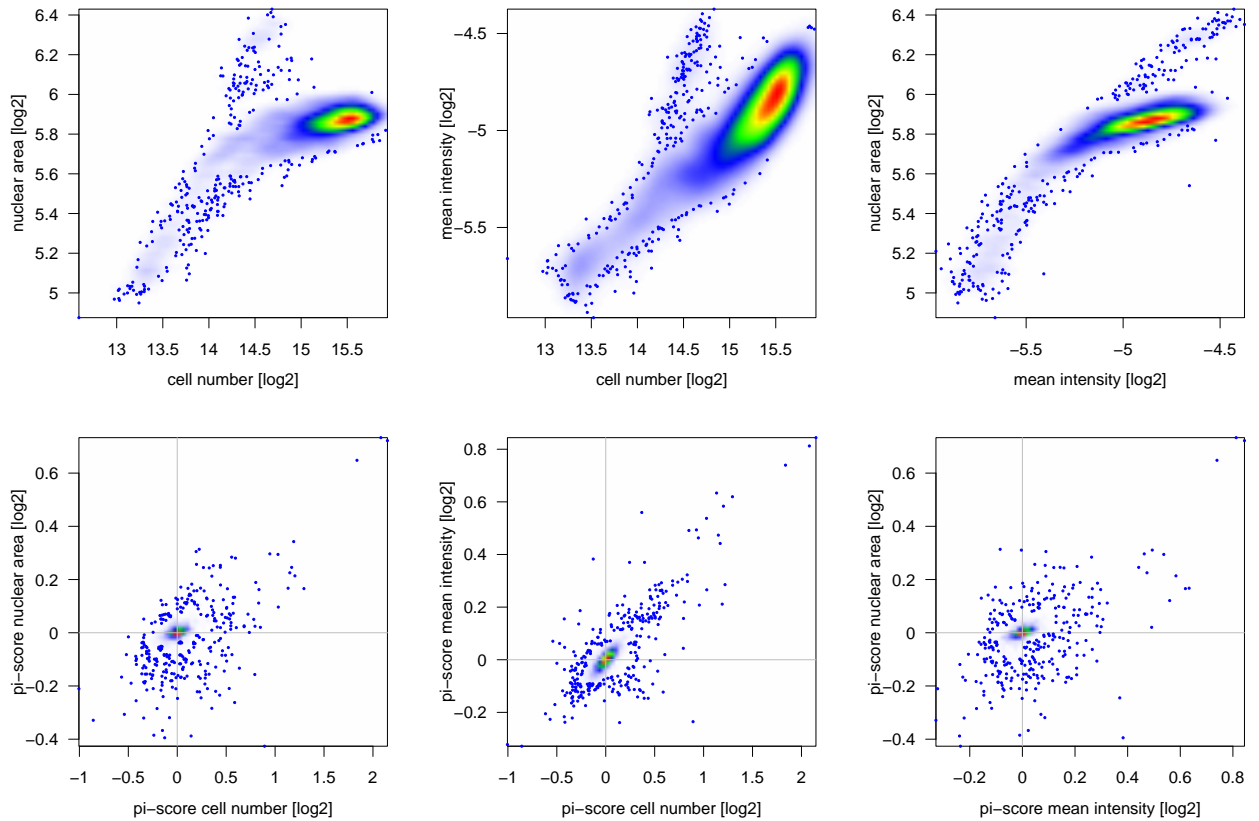 6.4
6.2
6
5.8
5.6
5.4
5.2
5
nuclear area [log2]
13 13.5 14 14.5 15 15.5
cell number [log2]
−4.5
−5
−5.5
mean intensity [log2]
13 13.5 14 14.5 15 15.5
cell number [log2]
6.4
6.2
6
5.8
5.6
5.4
5.2
5
nuclear area [log2]
−5.5 −5 −4.5
mean intensity [log2]
0.6
0.4
0.2
0
−0.2
−0.4
pi−score nuclear area [log2]
−1 −0.5 0 0.5 1 1.5 2
pi−score cell number [log2]
0.8
0.6
0.4
0.2
0
−0.2
pi−score mean intensity [log2]
−1 −0.5 0 0.5 1 1.5 2
pi−score cell number [log2]
0.6
0.4
0.2
0
−0.2
−0.4
pi−score nuclear area [log2]
−0.2 0 0.2 0.4 0.6 0.8
pi−score mean intensity [log2]